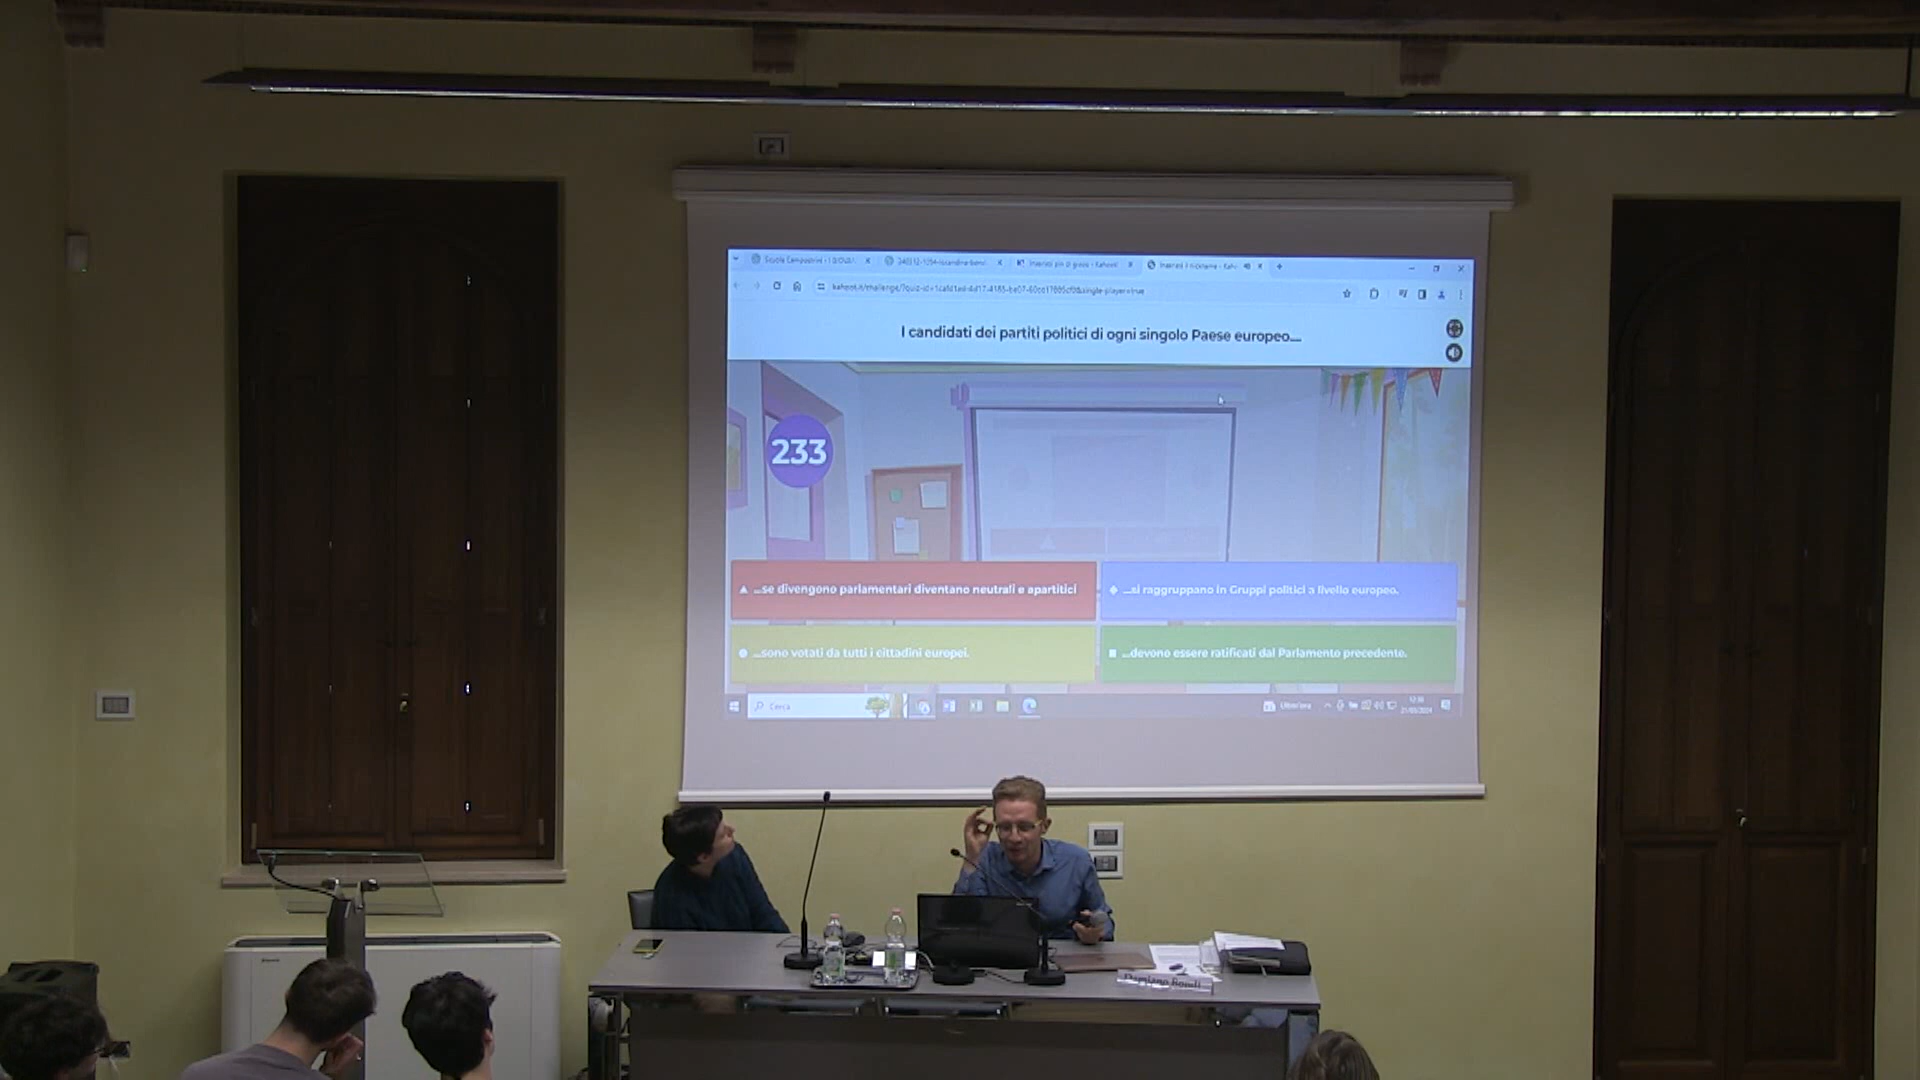 I candidati dei partiti politici di ogni singolo Paese europeo....
233
...se divengono parlamentari diventano neutrali e apartitici
...si raggruppano in Gruppi politici a livello europeo.
...sono votati da tutti i cittadini europei.
...devono essere ratificati dal Parlamento precedente.
Cerca